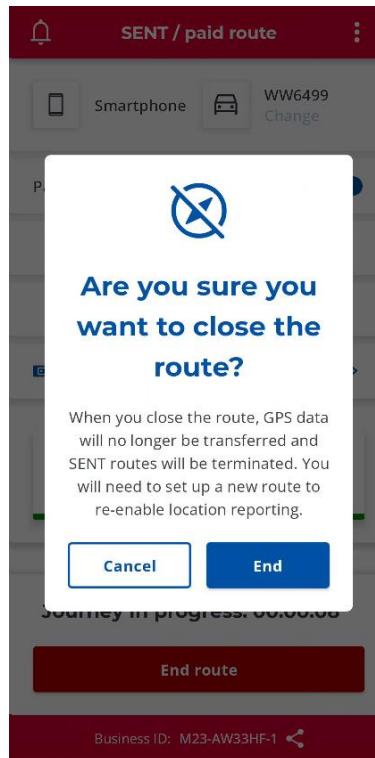 SENT / paid route
Smartphone
WW6499
Change
Are you sure you
want to close the
route?
When you close the route, GPS data
will no longer be transferred and
SENT routes will be terminated. You
will need to set up a new route to
re-enable location reporting.
Cancel
End
Journey in progress: 00:00:08
End route
Business ID: M23-AW33HF-1